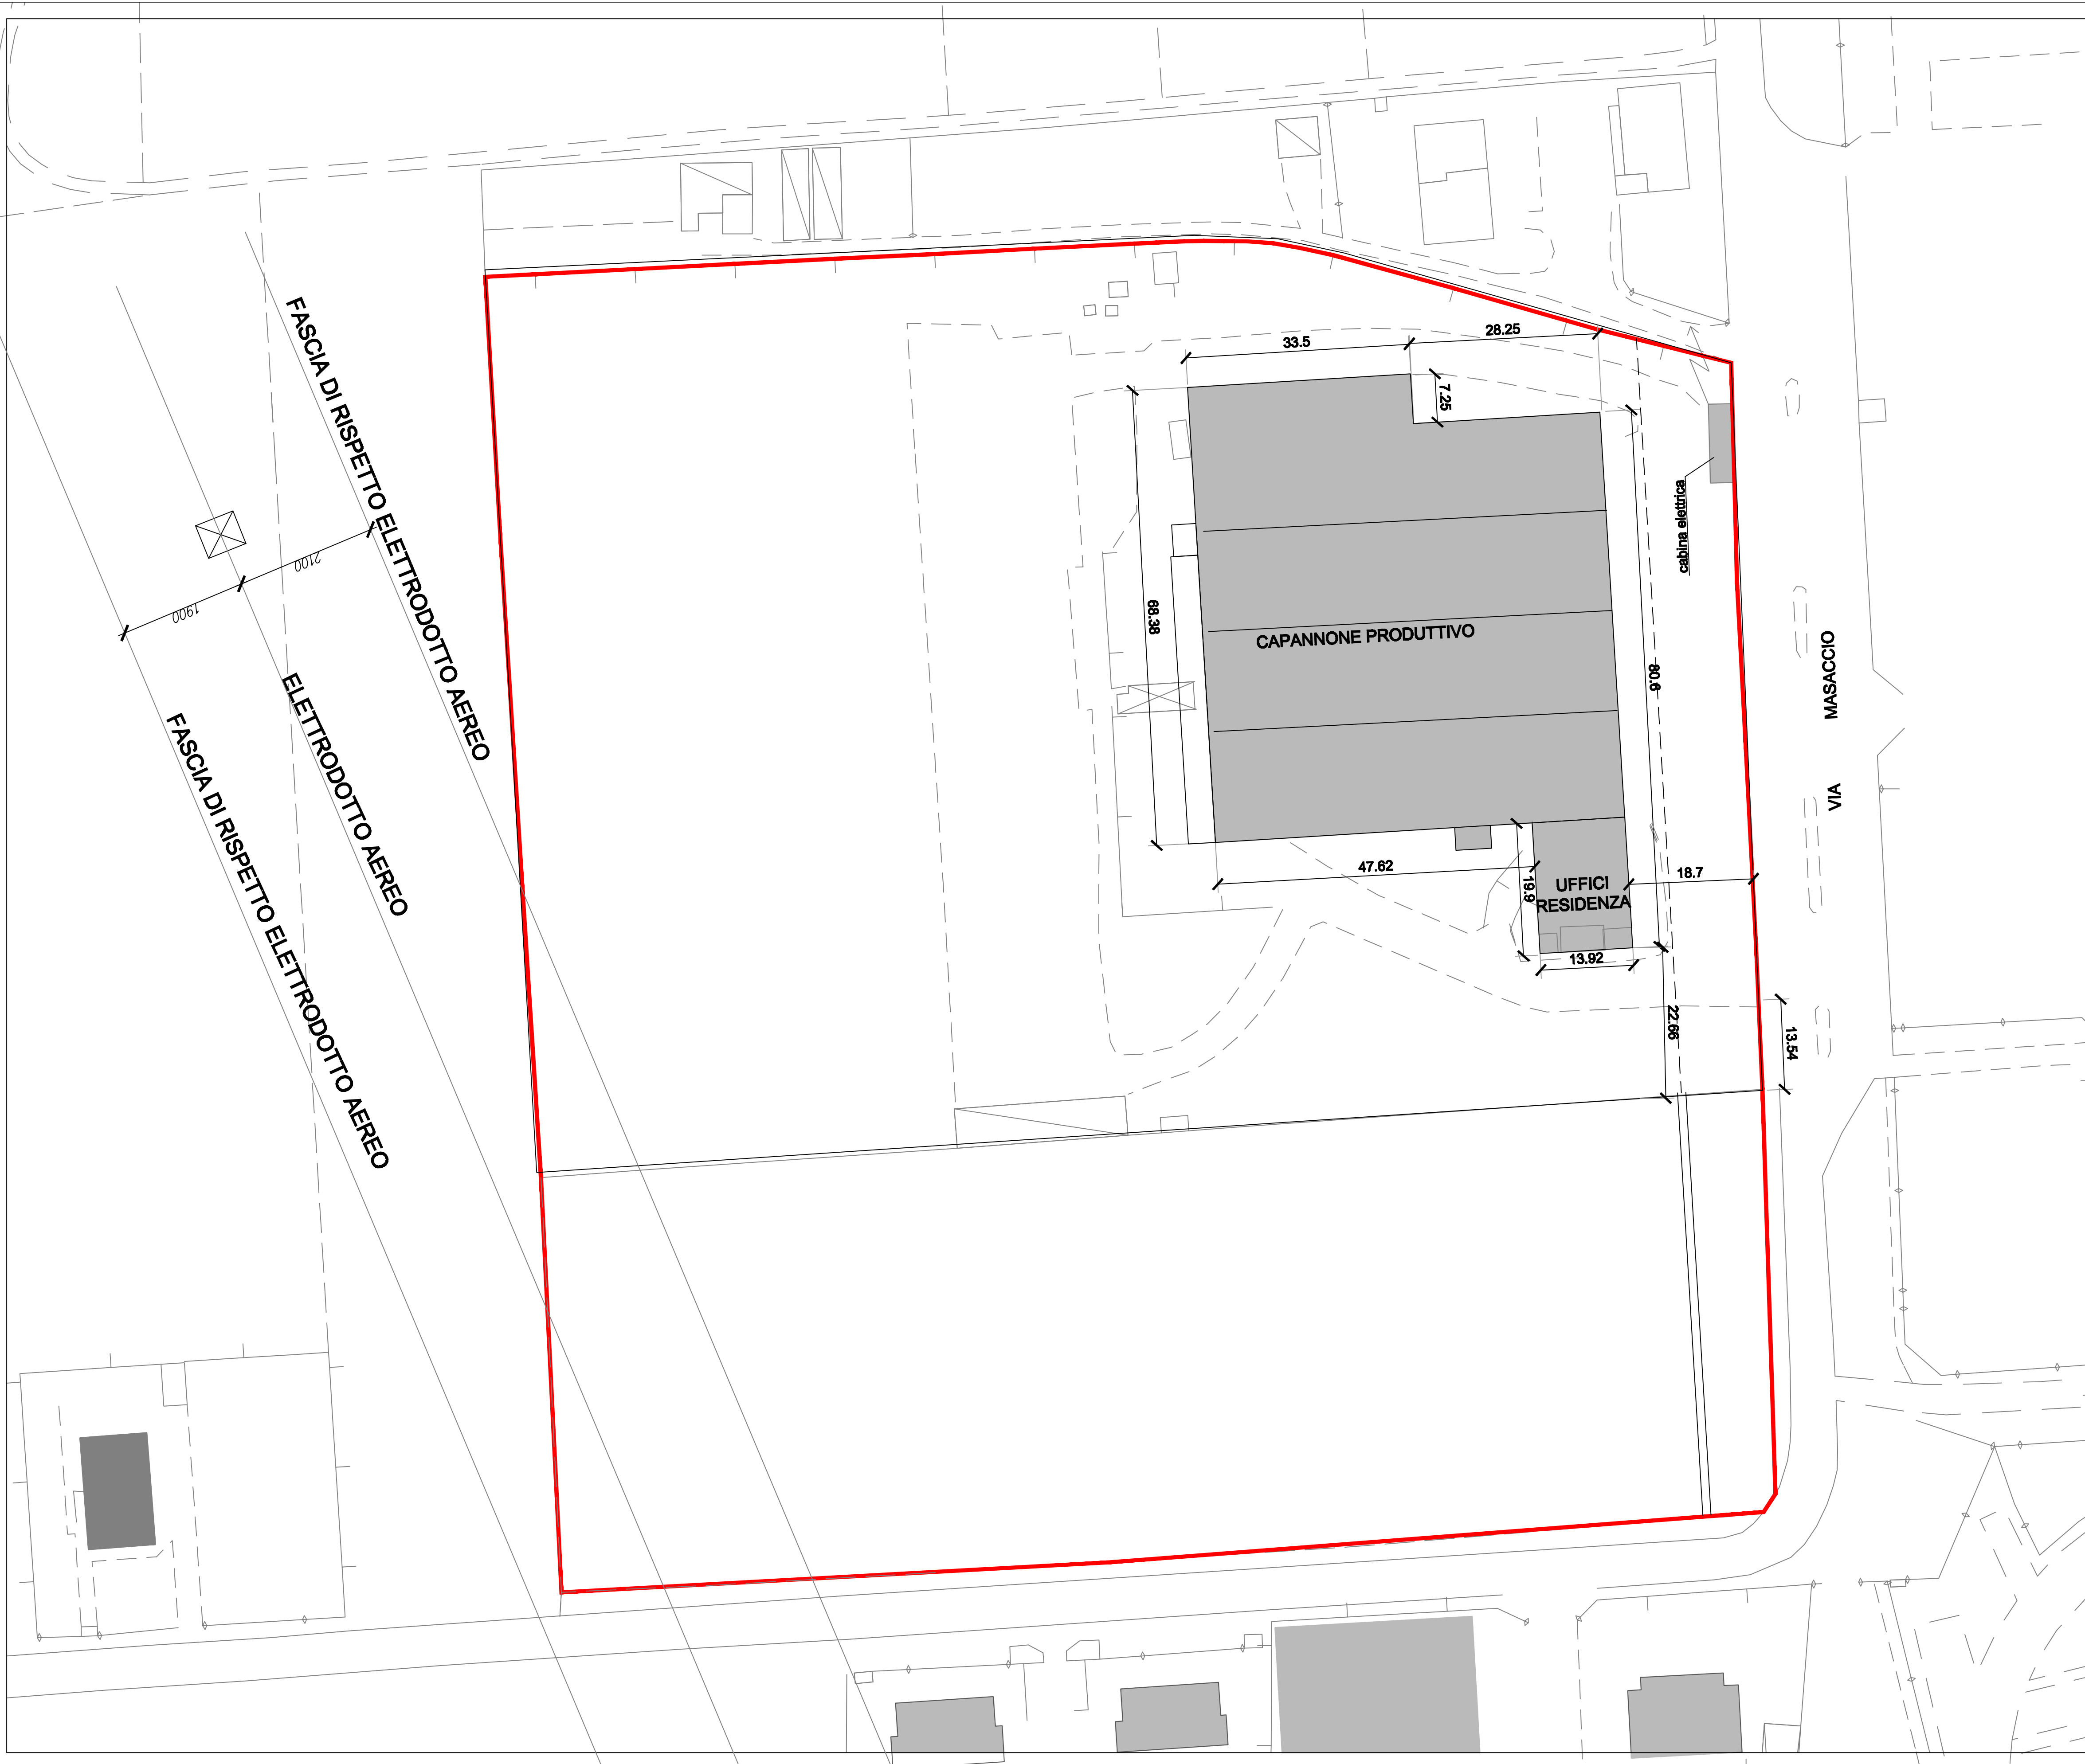 28.25
33.5
7.25
FASCIA DI RISPETTO ELETTRODOTTO AEREO
cabina elettrica
2100
1900
68.38
CAPANNONE PRODUTTIVO
80.6
MASACCIO
VIA
ELETTRODOTTO AEREO
FASCIA DI RISPETTO ELETTRODOTTO AEREO
47.62
19.9
UFFICI
RESIDENZA
18.7
13.92
22.66
13.54